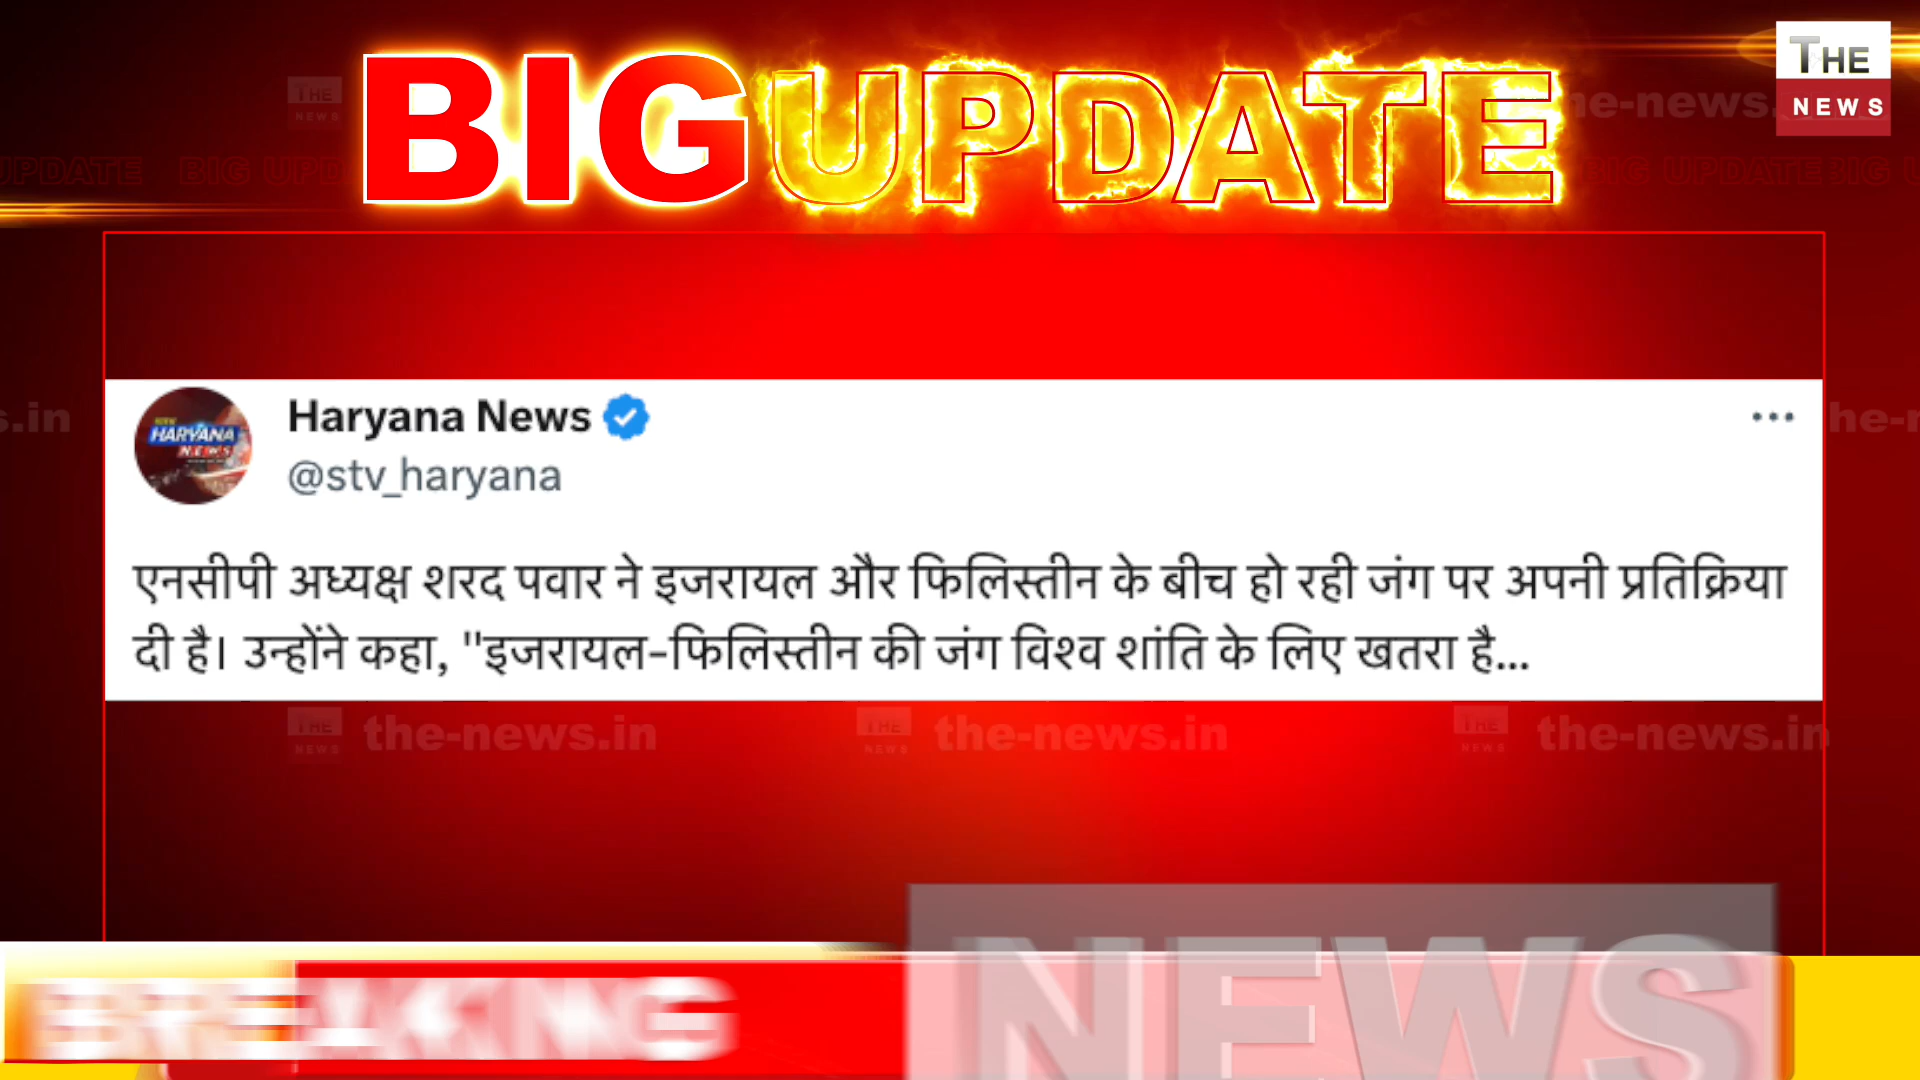 BIG UPDATE
THE
NEWS
Haryana News
@stv_haryana
एनसीपी अध्यक्ष शरद पवार ने इजरायल और फिलिस्तीन के बीच हो रही जंग पर अपनी प्रतिक्रिया
दी है। उन्होंने कहा, "इजरायल-फिलिस्तीन की जंग विश्व शांति के लिए खतरा है...
the-news.in
the-news.in
the-news.in
BREAKING
NEWS